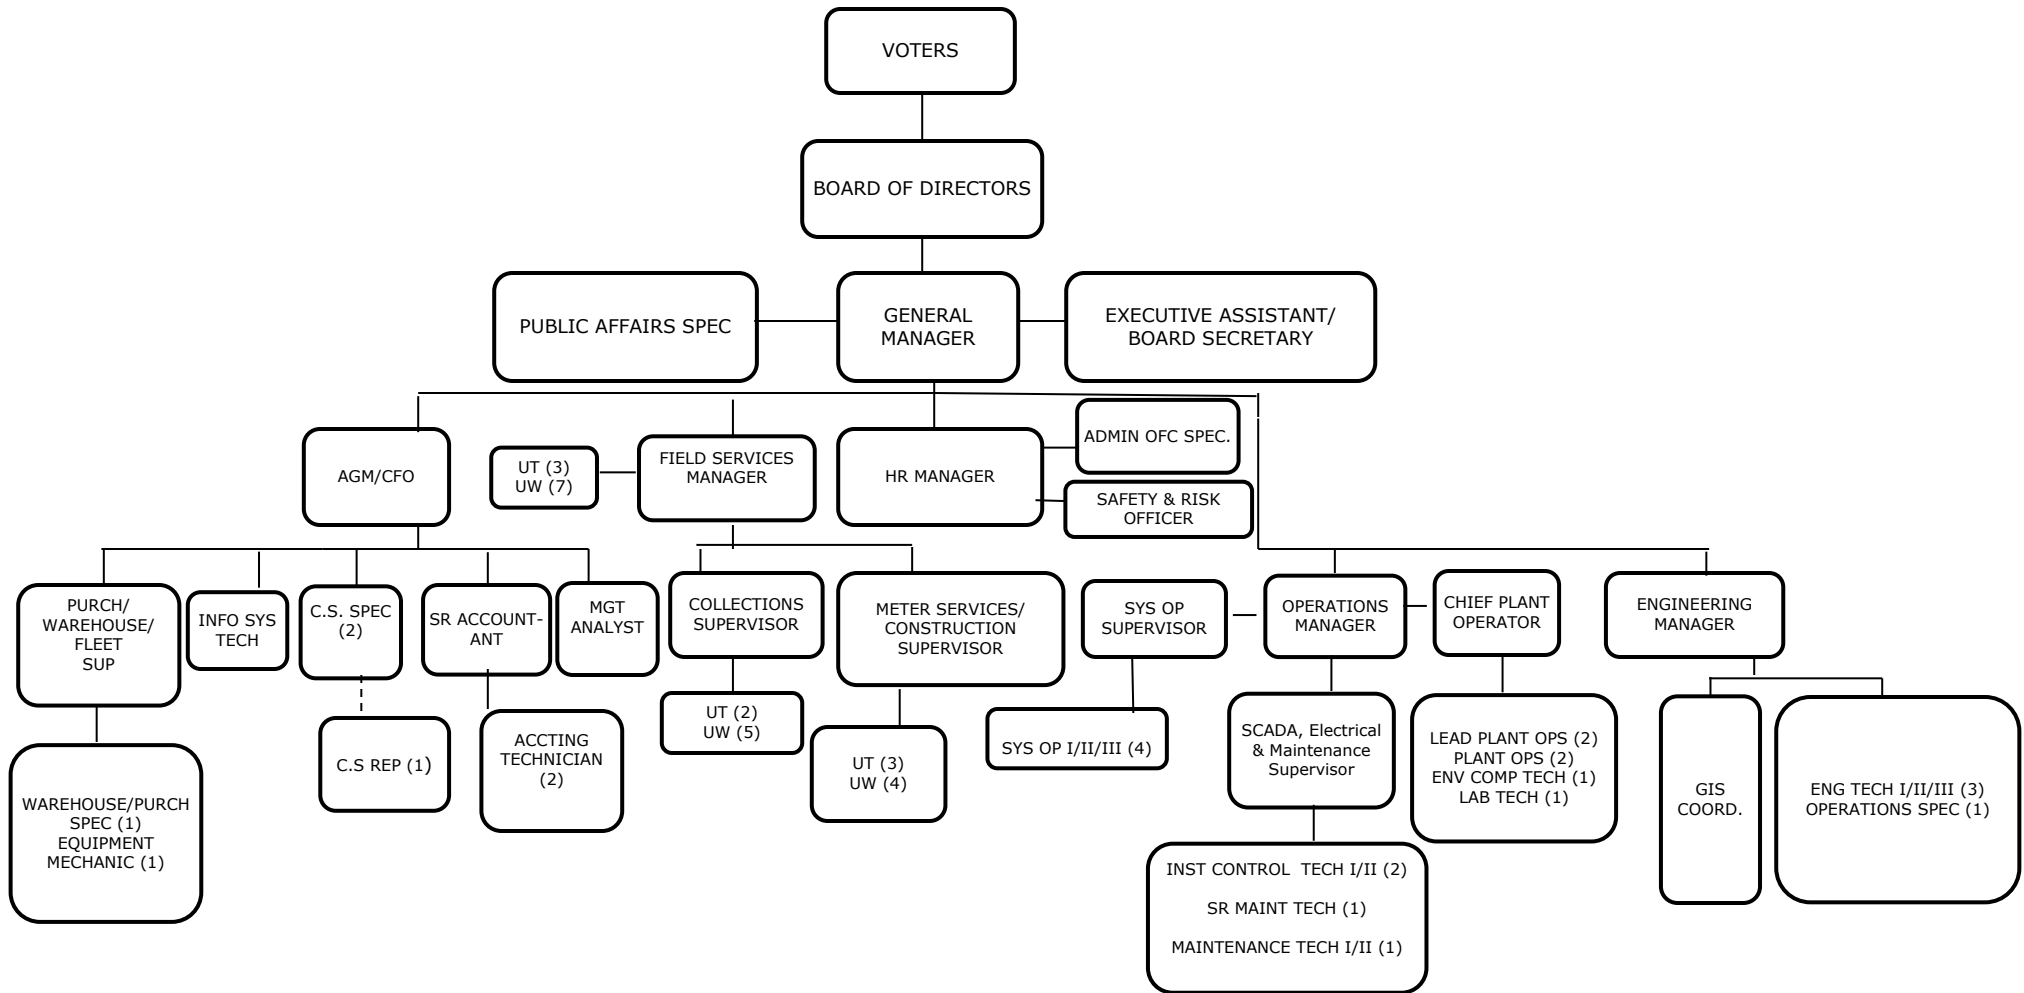 VOTERS
BOARD OF DIRECTORS
PUBLIC AFFAIRS SPEC
GENERAL
MANAGER
EXECUTIVE ASSISTANT/
BOARD SECRETARY
AGM/CFO
UT (3)
UW (7)
FIELD SERVICES
MANAGER
HR MANAGER
ADMIN OFC SPEC.
SAFETY & RISK
OFFICER
PURCH/
WAREHOUSE/
FLEET
SUP
INFO SYS
TECH
C.S. SPEC
(2)
SR ACCOUNT-
ANT
MGT
ANALYST
COLLECTIONS
SUPERVISOR
METER SERVICES/
CONSTRUCTION
SUPERVISOR
SYS OP
SUPERVISOR
OPERATIONS
MANAGER
CHIEF PLANT
OPERATOR
ENGINEERING
MANAGER
WAREHOUSE/PURCH
SPEC (1)
EQUIPMENT
MECHANIC (1)
C.S REP (1)
ACCTING
TECHNICIAN
(2)
UT (2)
UW (5)
UT (3)
UW (4)
SYS OP I/II/III (4)
SCADA, Electrical
& Maintenance
Supervisor
LEAD PLANT OPS (2)
PLANT OPS (2)
ENV COMP TECH (1)
LAB TECH (1)
GIS
COORD.
ENG TECH I/II/III (3)
OPERATIONS SPEC (1)
INST CONTROL TECH I/II (2)
SR MAINT TECH (1)
MAINTENANCE TECH I/II (1)